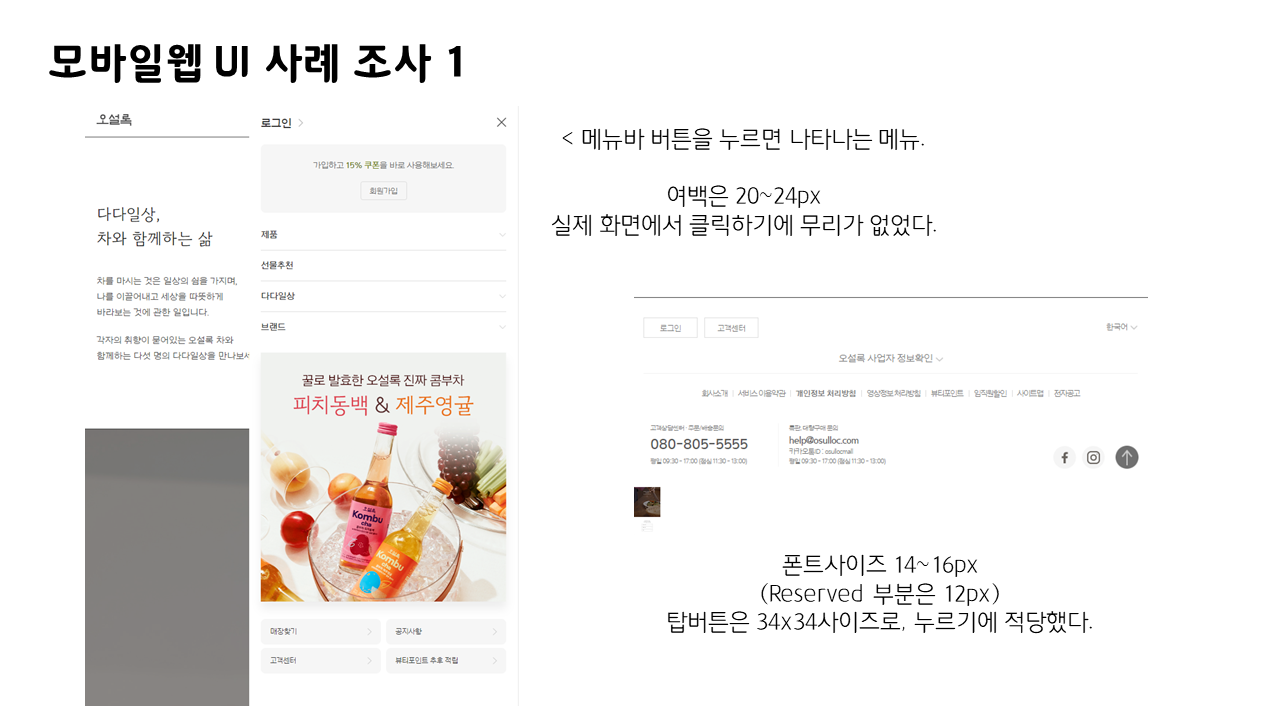 모바일웹 UI 사례 조사 1
오설록
다다일상,
차와 함께하는 삶
차를 마시는 것은 일상의 쉼을 가지며,
나를 이끌어내고 세상을 따뜻하게
바라보는 것에 관한 일입니다.
각자의 취향이 묻어있는 오설록 차와
함께하는 다섯 명의 다다일상을 만나보세
로그인
가입하고 15% 쿠폰을 바로 사용해보세요.
회원가입
제품
선물추천
다다일상
브랜드
꿀로 발효한 오설록 진짜 콤부차
피치동백 & 제주영귤
Kombu
cha
Kombu
cha
매장찾기
공지사항
고객센터
뷰티포인트 추후 적립
< 메뉴바 버튼을 누르면 나타나는 메뉴.
여백은 20~24px
실제 화면에서 클릭하기에 무리가 없었다.
로그인
고객센터
한국어
오설록 사업자 정보확인
회사소개 | 서비스 이용약관 | 개인정보 처리방침 | 영상정보 처리방침 | 뷰티포인트 | 임직원할인 | 사이트맵 | 전자공고
고객상담센터 · 주문/배송문의
080-805-5555
평일 09:30 - 17:00 (점심 11:30 - 13:00)
특판, 대량구매 문의
help@osulloc.com
카카오톡ID : osullocmall
평일 09:30 - 17:00 (점심 11:30 - 13:00)
폰트사이즈 14~16px
(Reserved 부분은 12px)
탑버튼은 34x34사이즈로, 누르기에 적당했다.